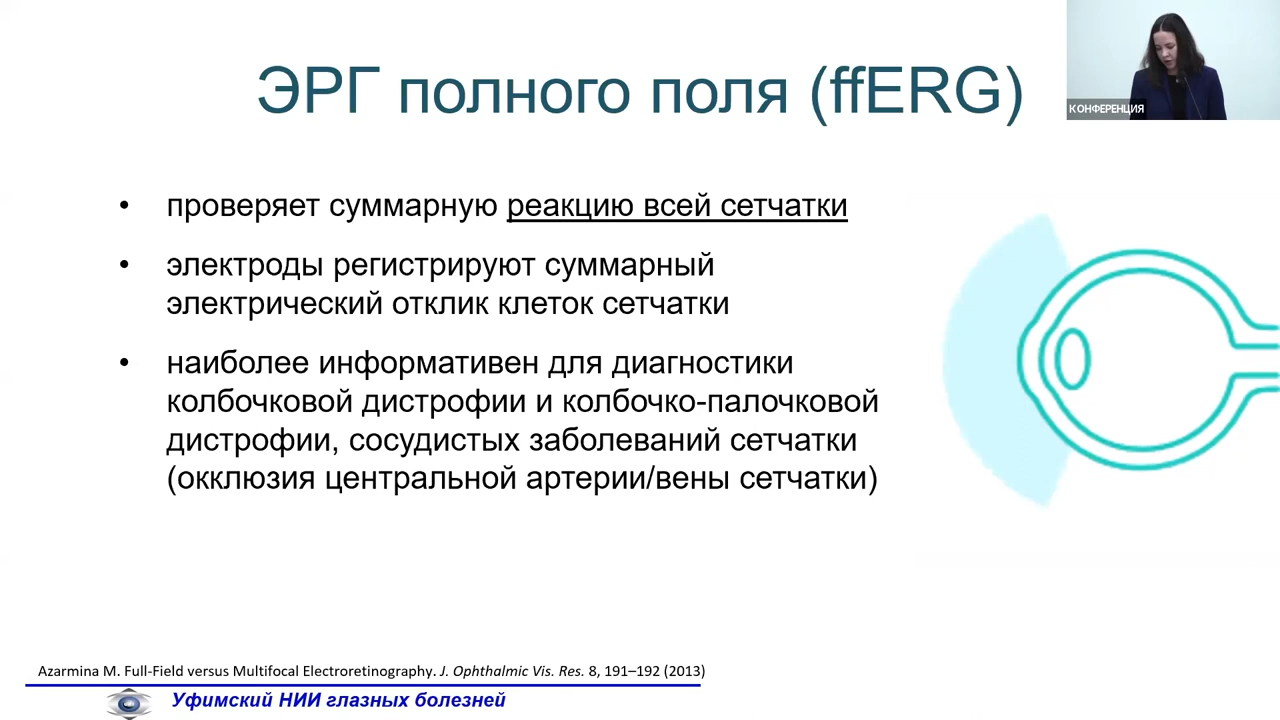 ЭРГ полного поля (ffERG)
КОНФЕРЕНЦИЯ
• проверяет суммарную реакцию всей сетчатки
• электроды регистрируют суммарный
электрический отклик клеток сетчатки
• наиболее информативен для диагностики
колбочковой дистрофии и колбочко-палочковой
дистрофии, сосудистых заболеваний сетчатки
(окклюзия центральной артерии/вены сетчатки)
Azarmina M. Full-Field versus Multifocal Electroretinography. J. Ophthalmic Vis. Res. 8, 191–192 (2013)
Уфимский НИИ глазных болезней